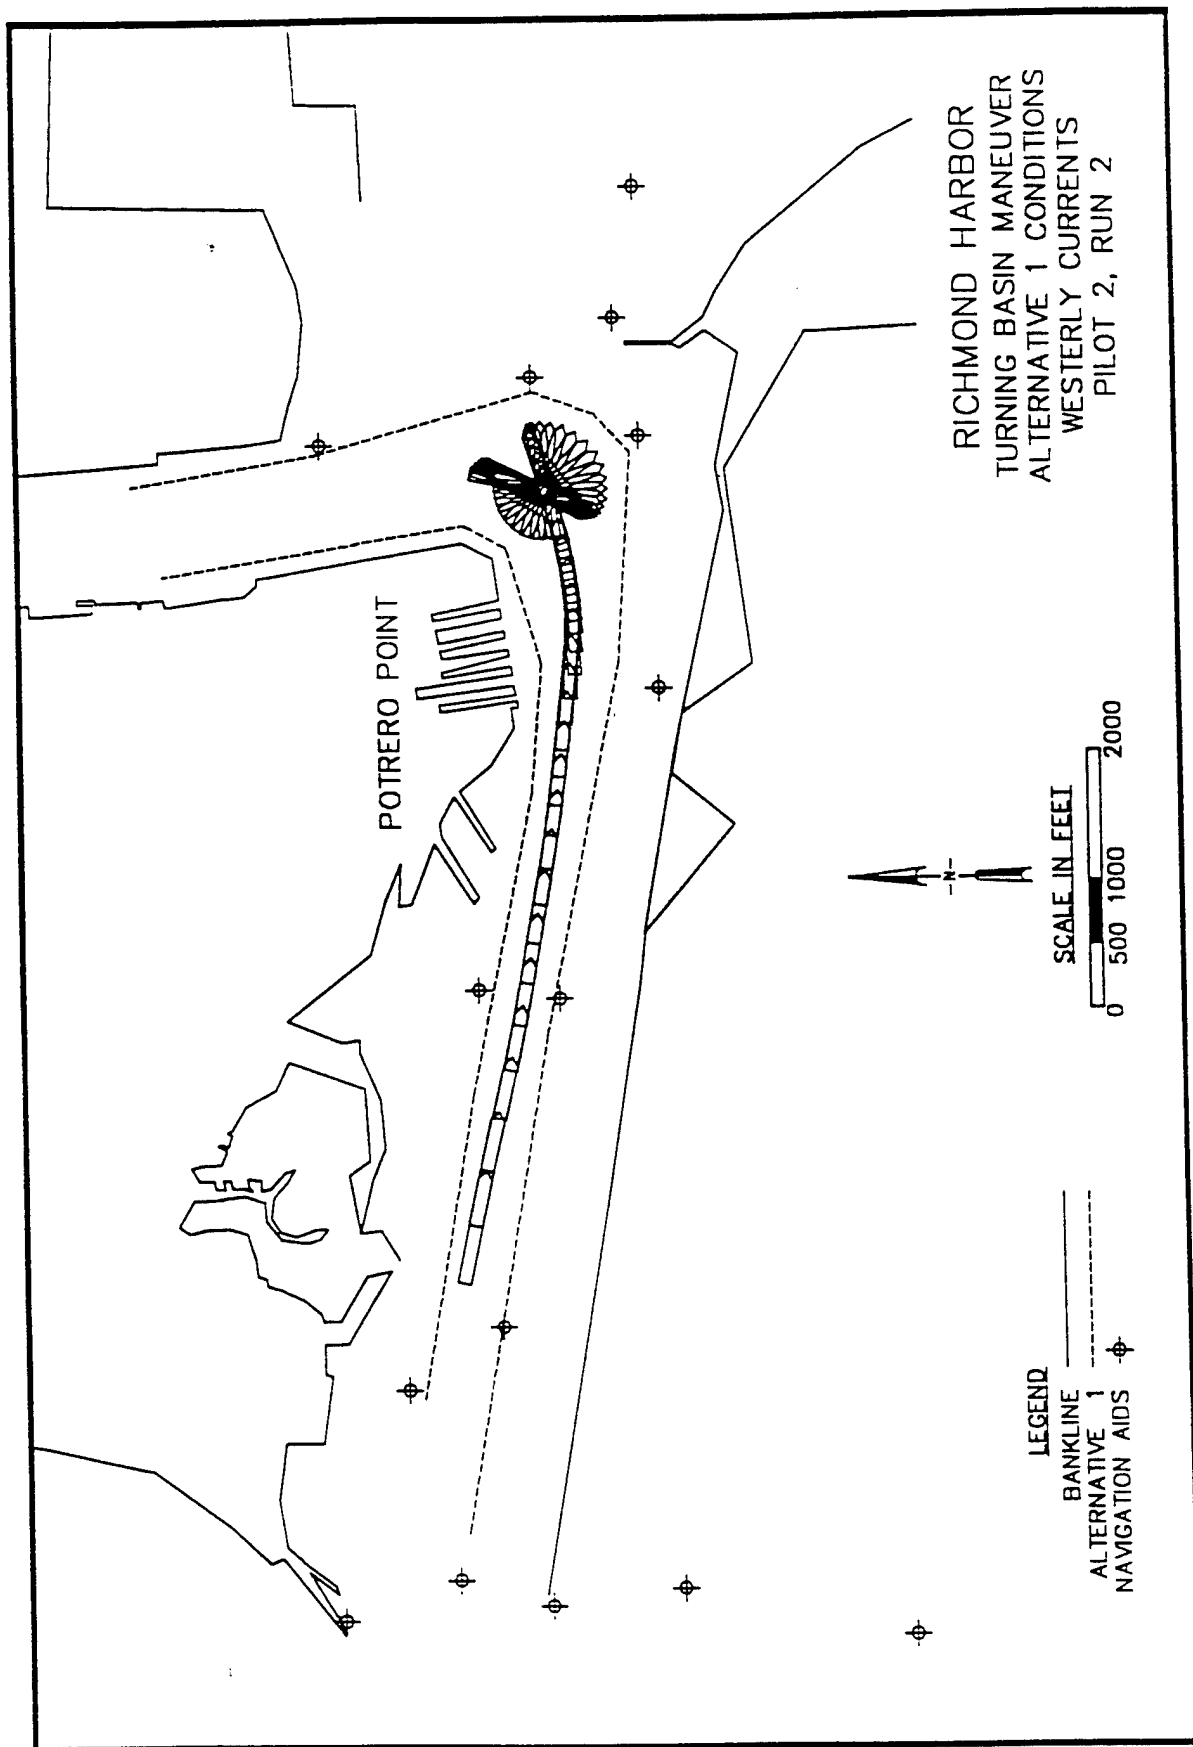 POTRERO POINT
RICHMOND HARBOR
TURNING BASIN MANEUVER
ALTERNATIVE 1 CONDITIONS
WESTERLY CURRENTS
PILOT 2, RUN 2
-N-
SCALE IN FEET
0 500 1000 2000
LEGEND
BANKLINE
ALTERNATIVE 1
NAVIGATION AIDS